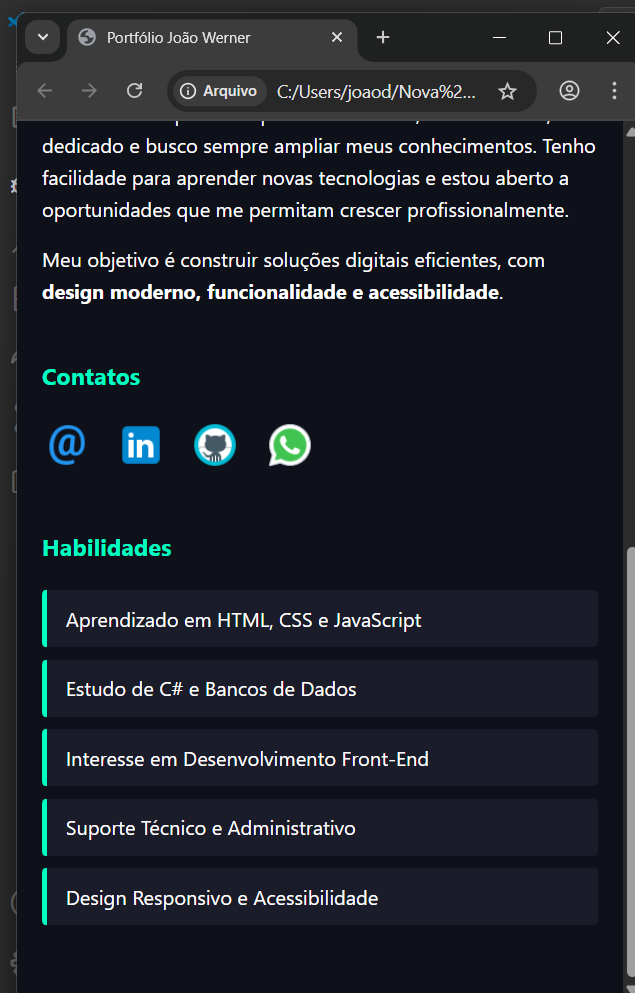 Portfólio João Werner
Arquivo
C:/Users/joaod/Nova%2...
dedicado e busco sempre ampliar meus conhecimentos. Tenho
facilidade para aprender novas tecnologias e estou aberto a
oportunidades que me permitam crescer profissionalmente.
Meu objetivo é construir soluções digitais eficientes, com
design moderno, funcionalidade e acessibilidade.
Contatos
@
in
Habilidades
Aprendizado em HTML, CSS e JavaScript
Estudo de C# e Bancos de Dados
Interesse em Desenvolvimento Front-End
Suporte Técnico e Administrativo
Design Responsivo e Acessibilidade